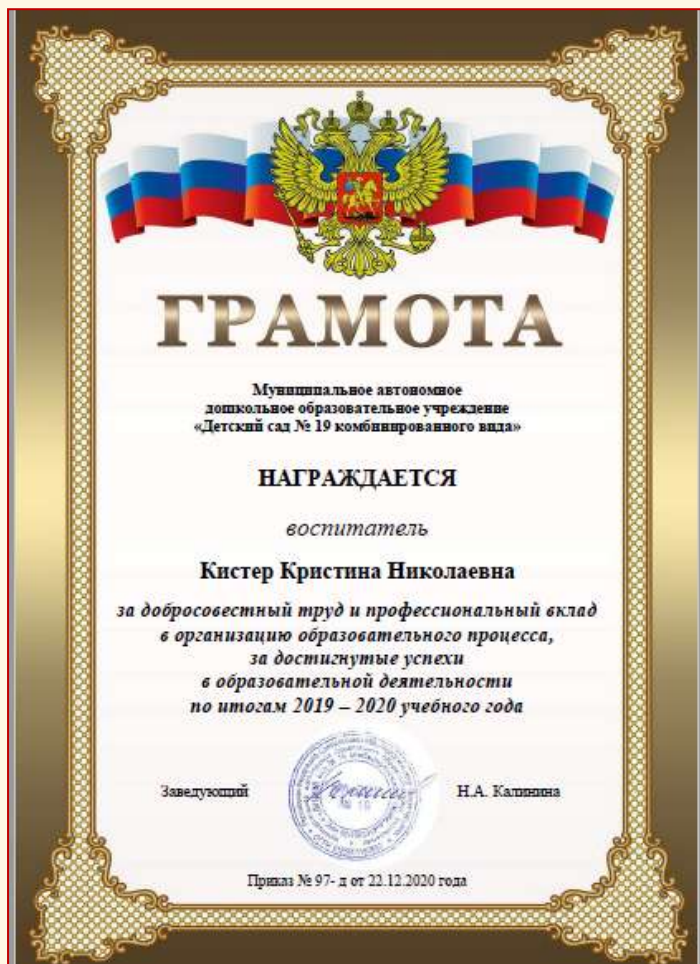 ГРАМОТА
Муниципальное автономное
дошкольное образовательное учреждение
«Детский сад № 19 комбинированного вида»
НАГРАЖДАЕТСЯ
воспитатель
Кистер Кристина Николаевна
за добросовестный труд и профессиональный вклад
в организацию образовательного процесса,
за достигнутые успехи
в образовательной деятельности
по итогам 2019 – 2020 учебного года
Заведующий
№ 19
Н.А. Калинина
Приказ № 97- д от 22.12.2020 года